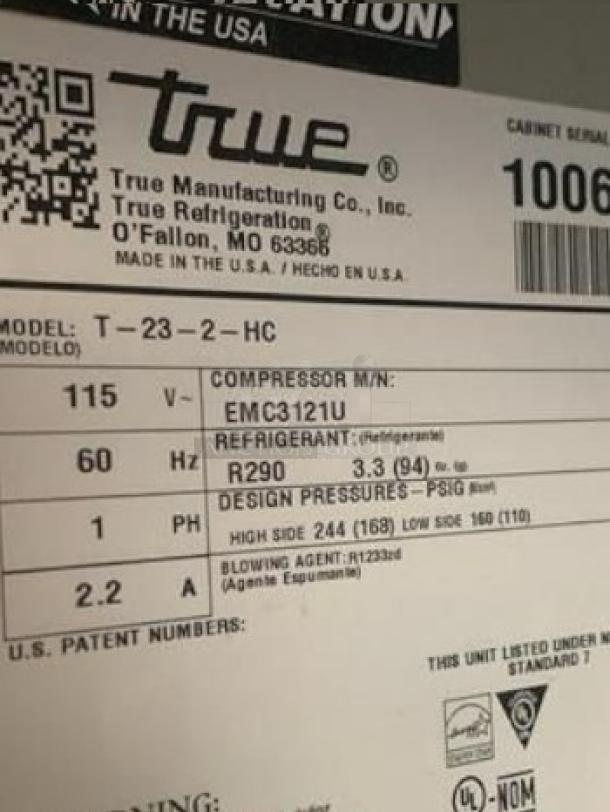 IN THE USA
true®
True Manufacturing Co., Inc.
True Refrigeration®
O'Fallon, MO 63366
MADE IN THE U.S.A. / HECHO EN U.S.A.
CABINET SERIAL
1006
MODEL: T-23-2-HC
(MODELO)
115 V~
COMPRESSOR M/N:
EMC3121U
60 Hz
REFRIGERANT: (Refrigerante)
R290 3.3 (94) oz. (g)
1 PH
DESIGN PRESSURES-PSIG
HIGH SIDE 244 (168) LOW SIDE 160 (110)
2.2 A
BLOWING AGENT: R1233zd
(Agente Espumante)
U.S. PATENT NUMBERS:
THIS UNIT LISTED UNDER
STANDARD 7
UL-NOM